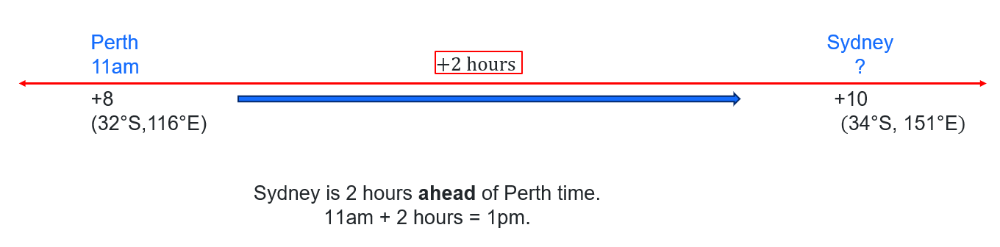 Perth
11am
+2 hours
Sydney
?
+8
(32°S,116°E)
+10
(34°S, 151°E)
Sydney is 2 hours ahead of Perth time.
11am + 2 hours = 1pm.